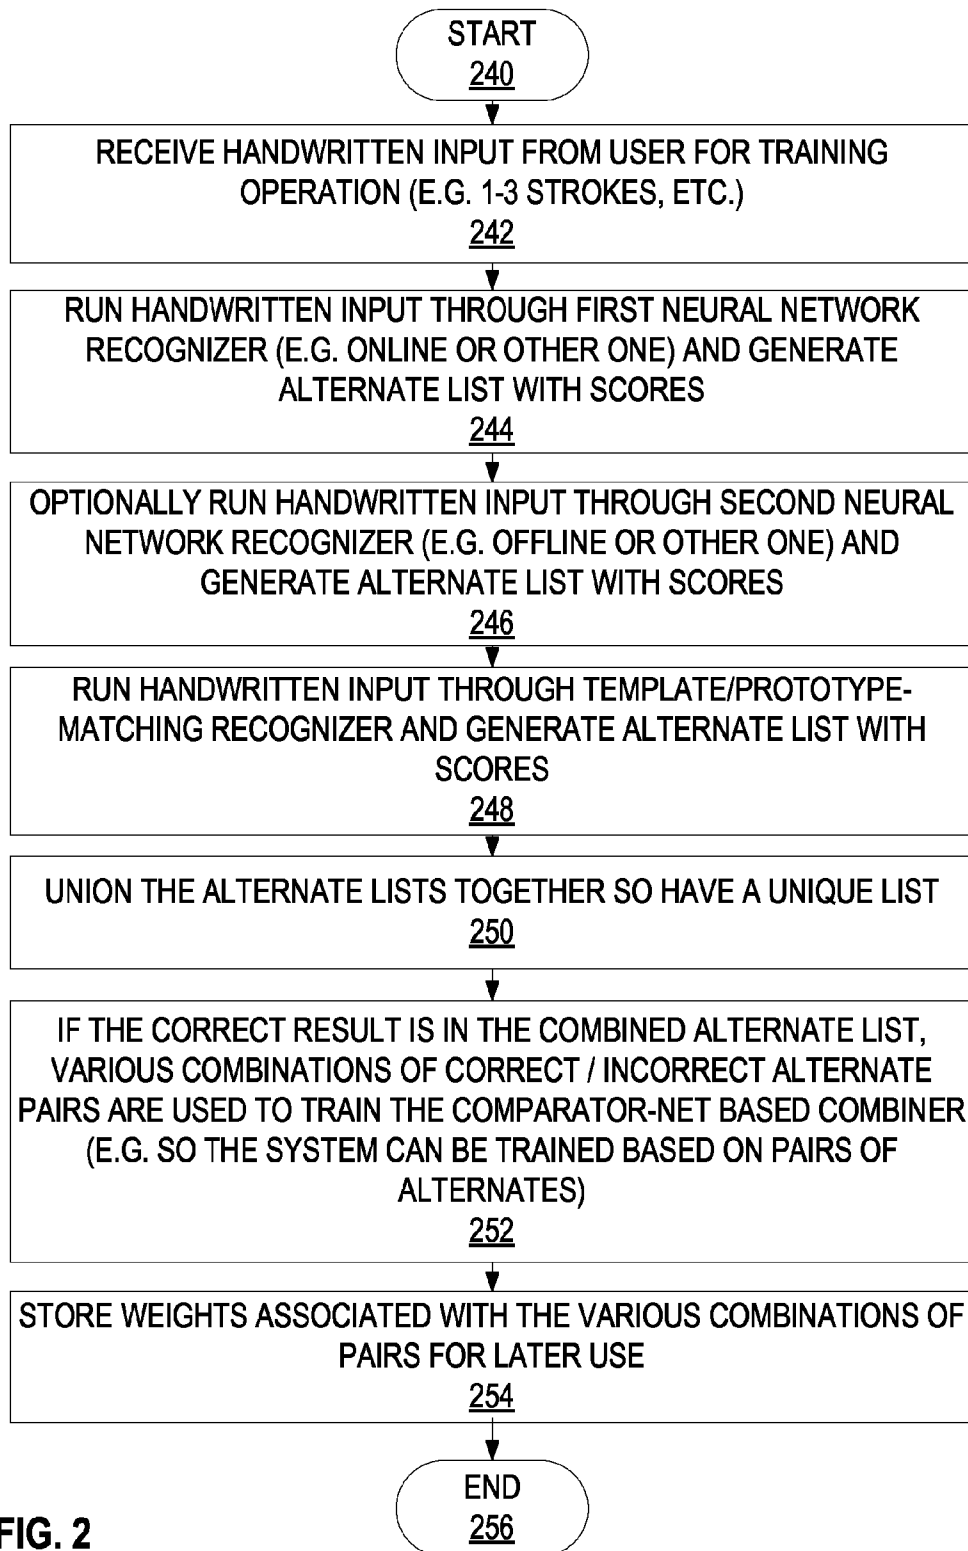 START
240
RECEIVE HANDWRITTEN INPUT FROM USER FOR TRAINING
OPERATION (E.G. 1-3 STROKES, ETC.)
242
RUN HANDWRITTEN INPUT THROUGH FIRST NEURAL NETWORK
RECOGNIZER (E.G. ONLINE OR OTHER ONE) AND GENERATE
ALTERNATE LIST WITH SCORES
244
OPTIONALLY RUN HANDWRITTEN INPUT THROUGH SECOND NEURAL
NETWORK RECOGNIZER (E.G. OFFLINE OR OTHER ONE) AND
GENERATE ALTERNATE LIST WITH SCORES
246
RUN HANDWRITTEN INPUT THROUGH TEMPLATE/PROTOTYPE-
MATCHING RECOGNIZER AND GENERATE ALTERNATE LIST WITH
SCORES
248
UNION THE ALTERNATE LISTS TOGETHER SO HAVE A UNIQUE LIST
250
IF THE CORRECT RESULT IS IN THE COMBINED ALTERNATE LIST,
VARIOUS COMBINATIONS OF CORRECT / INCORRECT ALTERNATE
PAIRS ARE USED TO TRAIN THE COMPARATOR-NET BASED COMBINER
(E.G. SO THE SYSTEM CAN BE TRAINED BASED ON PAIRS OF
ALTERNATES)
252
STORE WEIGHTS ASSOCIATED WITH THE VARIOUS COMBINATIONS OF
PAIRS FOR LATER USE
254
END
256
FIG. 2